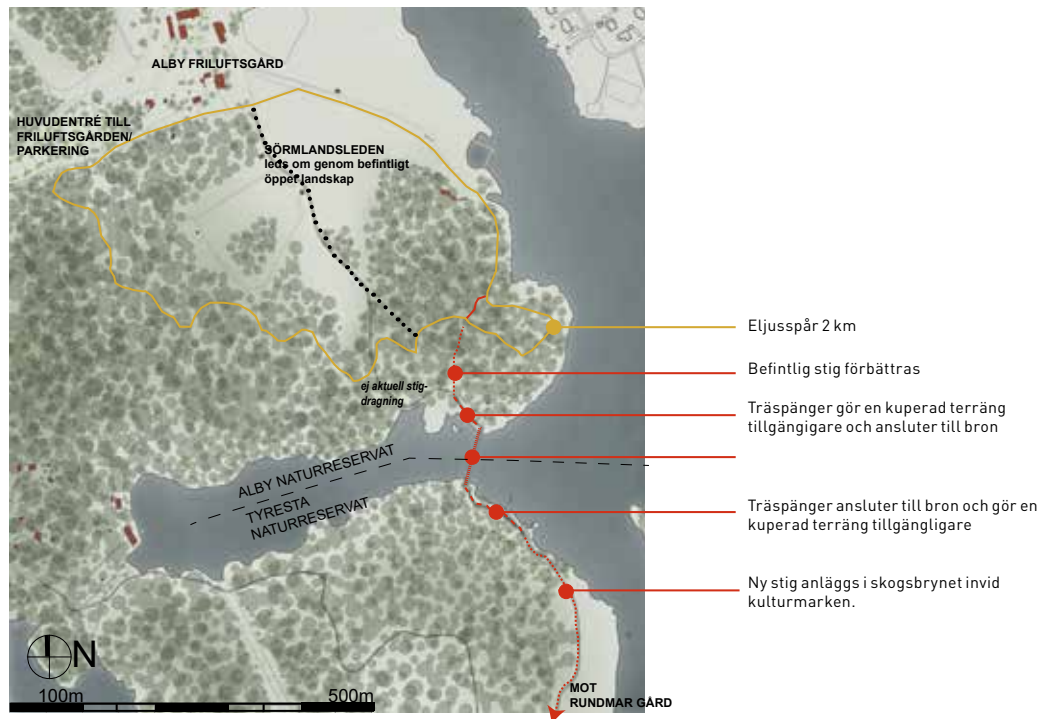 ALBY FRILUFTSGÅRD
HUVUDENTRÉ TILL
FRILUFTSGÅRDEN/
PARKERING
SÖRMLANDSLEDEN
leds om genom befintligt
öppet landskap
Eljusspår 2 km
Befintlig stig förbättras
ej aktuell stig-
dragning
Träspänger gör en kuperad terräng
tillgängigare och ansluter till bron
ALBY NATURRESERVAT
TYRESTA
NATURRESERVAT
Träspänger ansluter till bron och gör en
kuperad terräng tillgängligare
Ny stig anläggs i skogsbrynet invid
kulturmarken.
N
100m
500m
MOT
RUNDMAR GÅRD